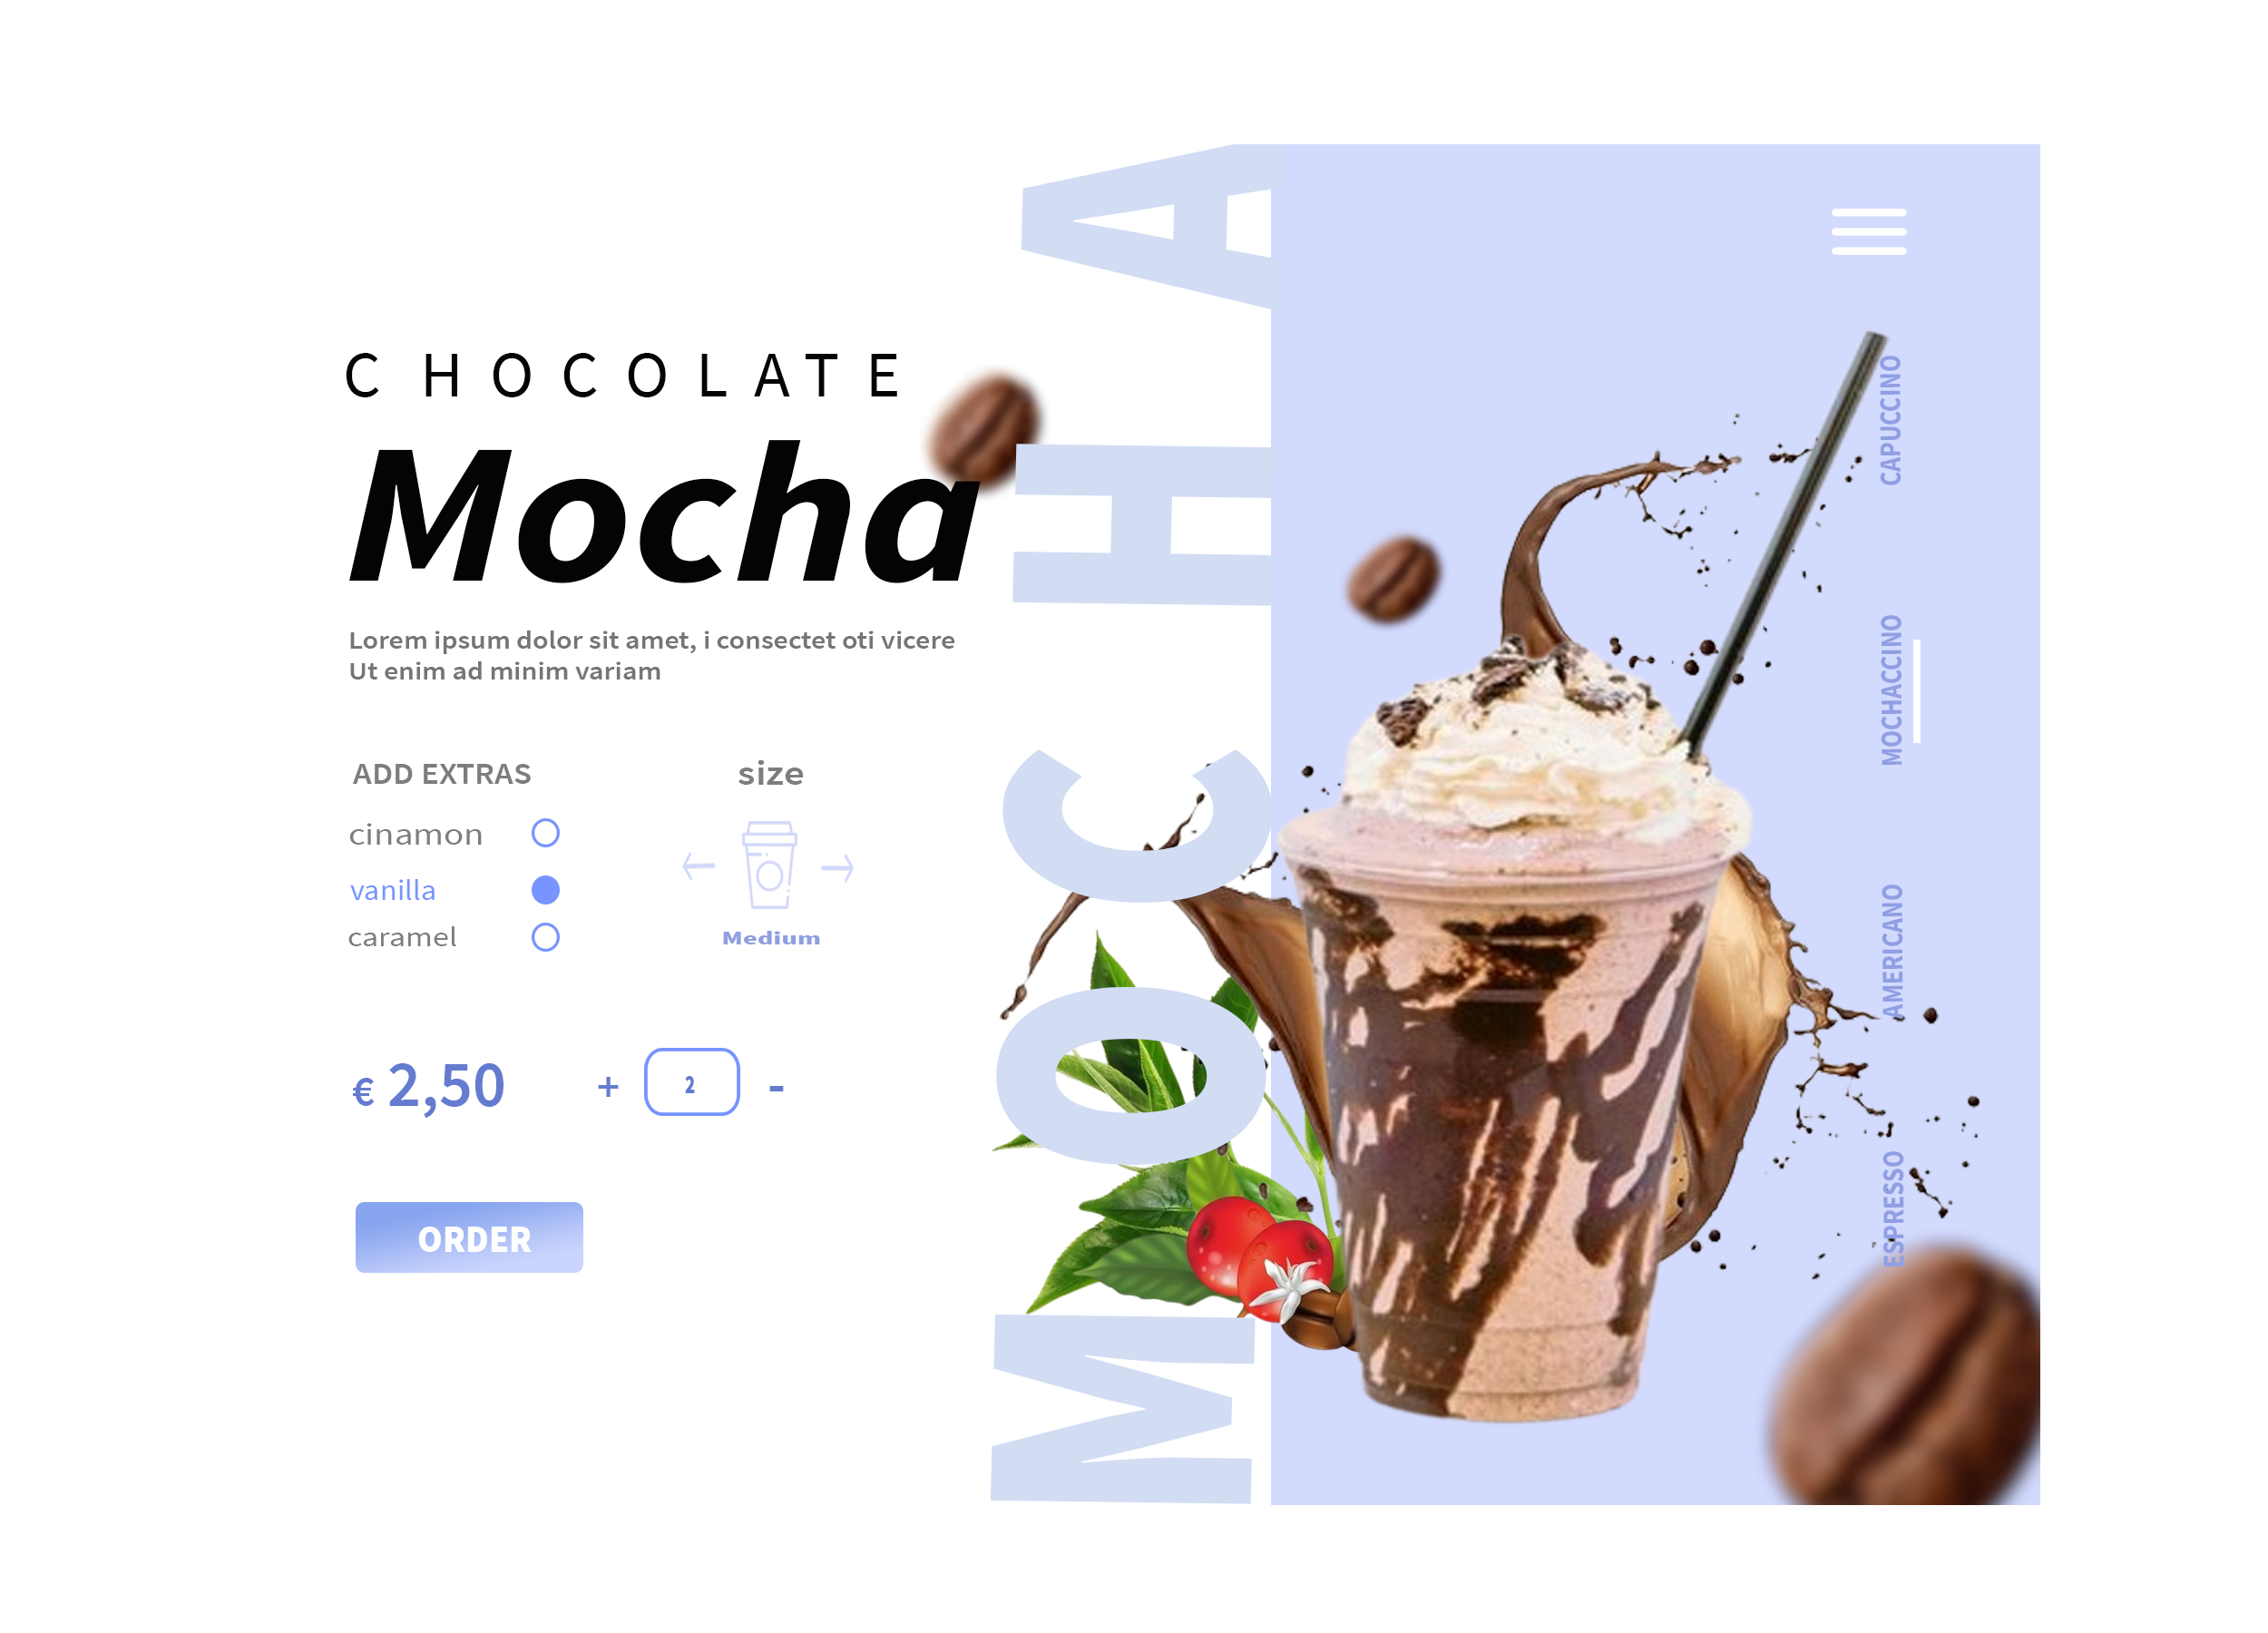 CHOCOLATE
Mocha
Lorem ipsum dolor sit amet, i consectet oti vicere
Ut enim ad minim variam
ADD EXTRAS
cinamon
vanilla
caramel
size
Medium
€ 2,50
+ 2 -
ORDER
MOCHA
CAPUCCINO
MOCHACCINO
AMERICANO
ESPRESSO